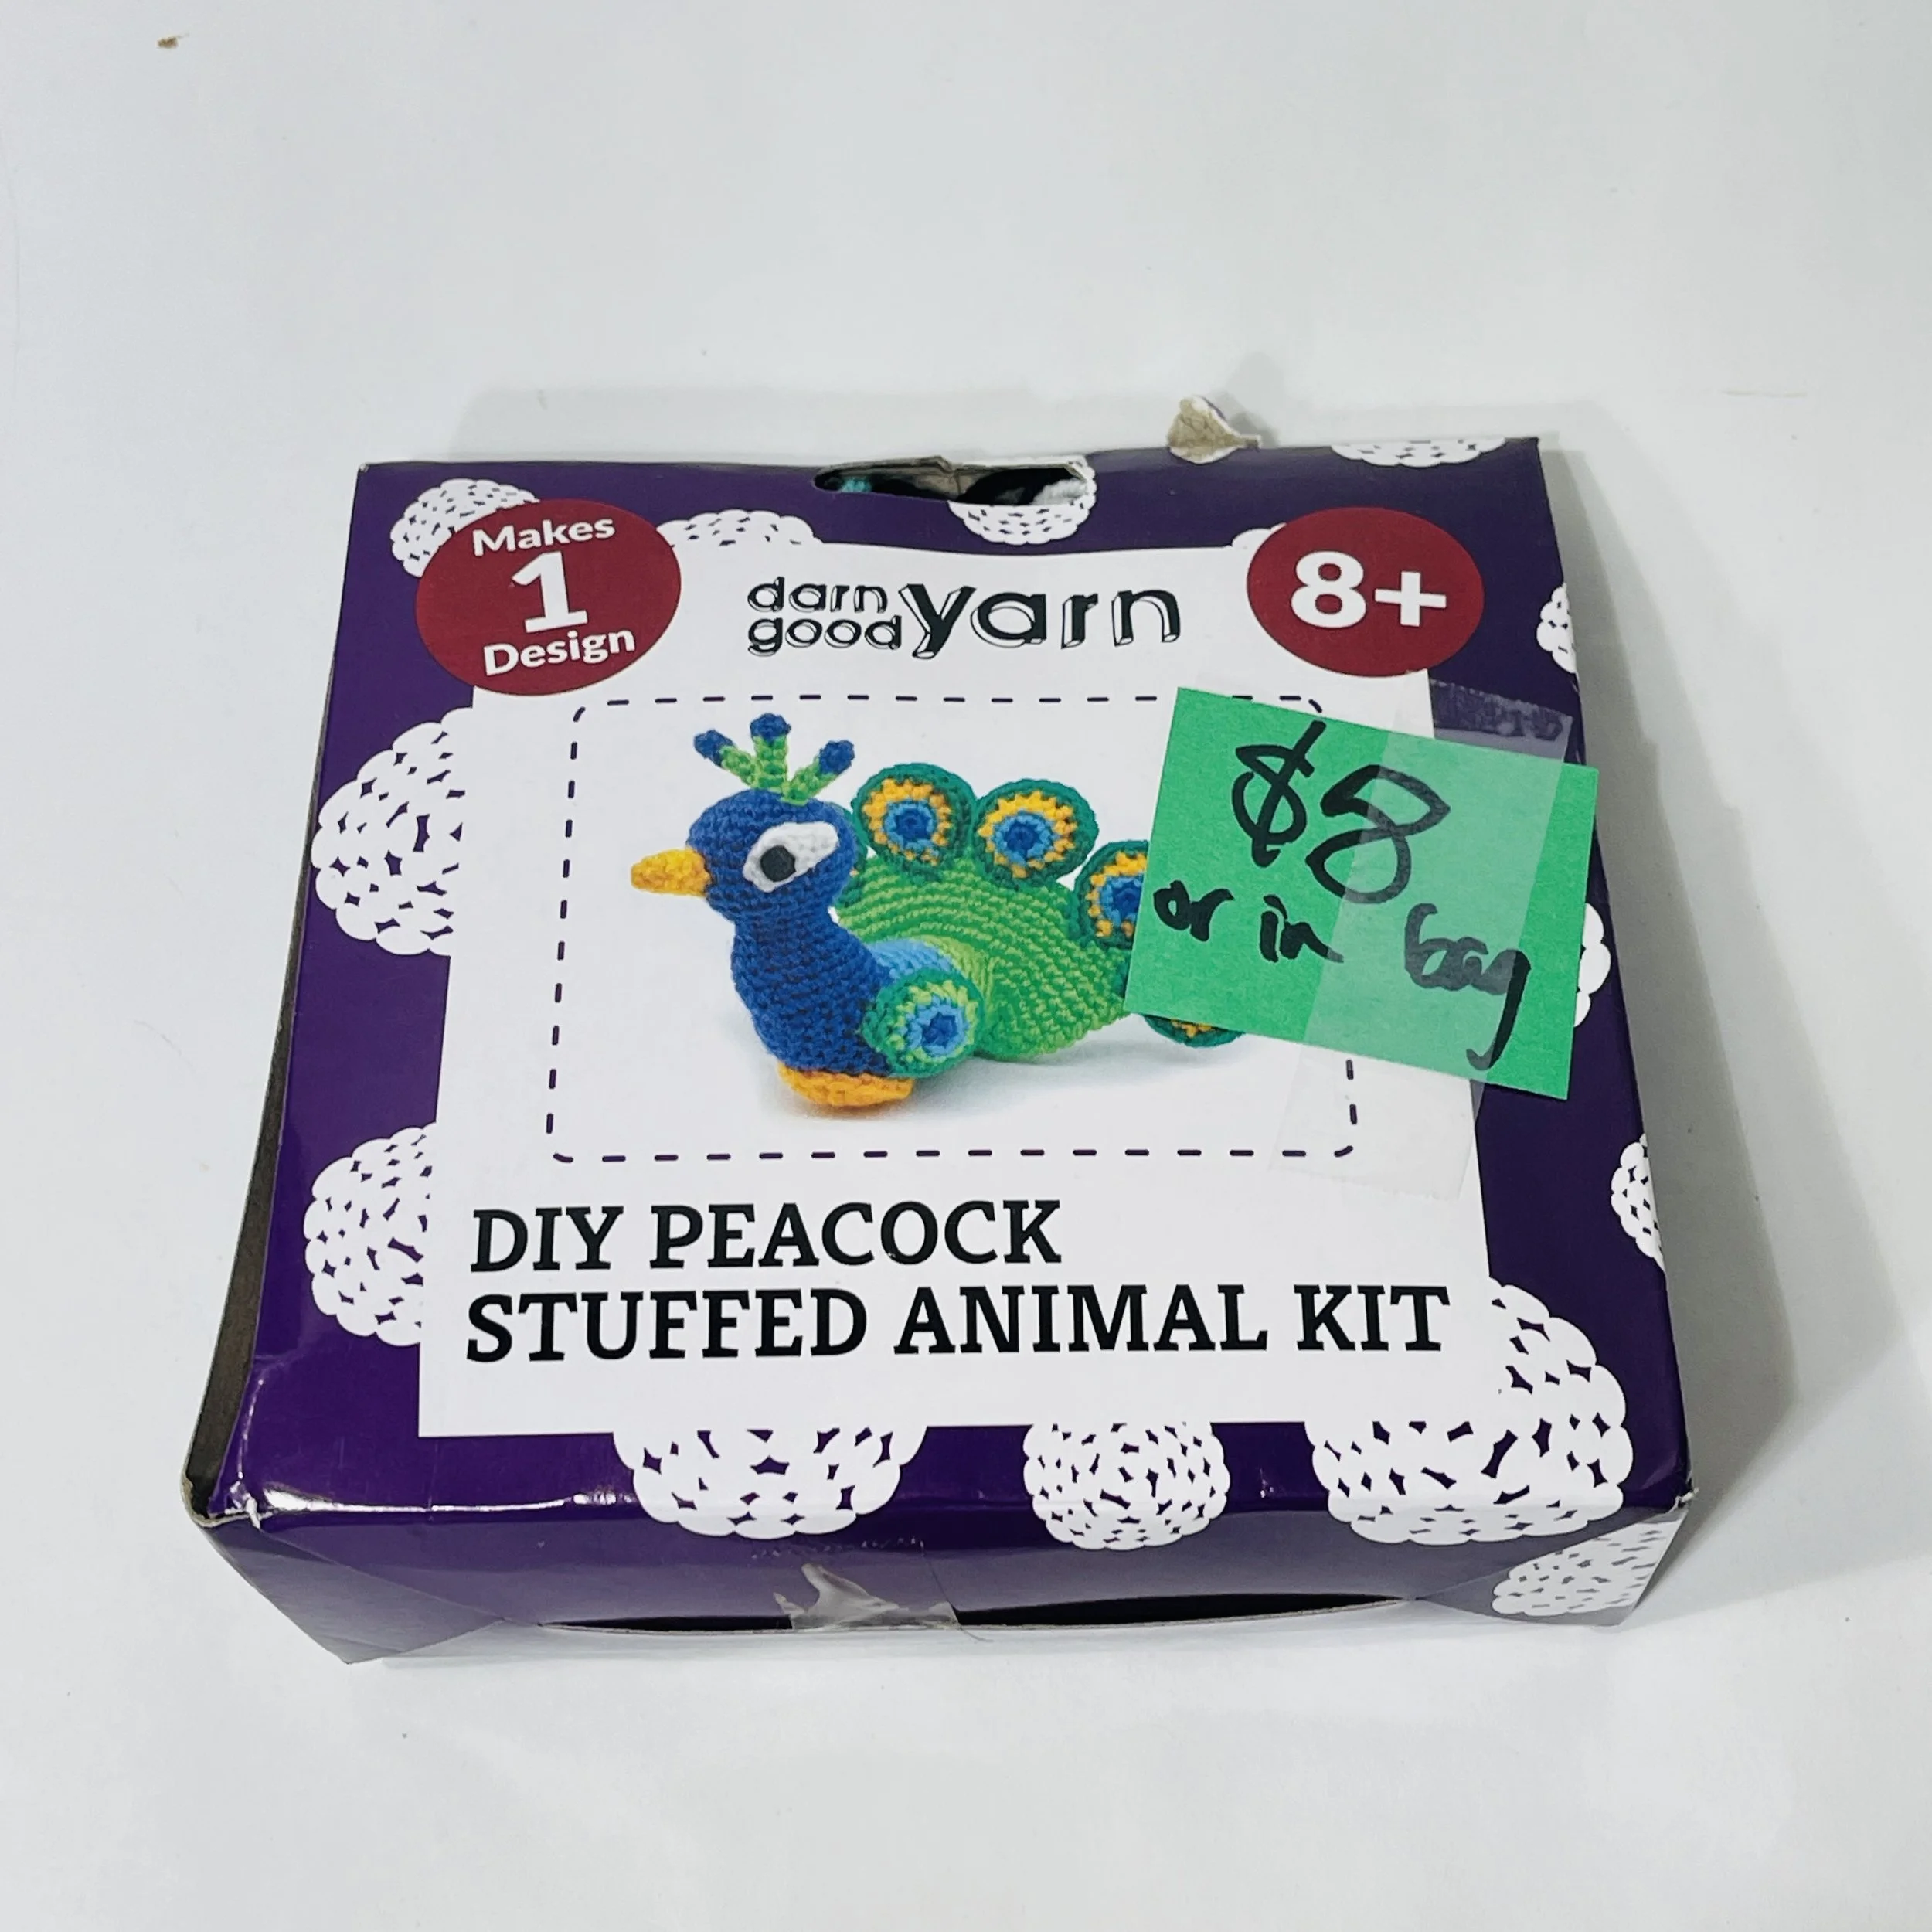 Makes
1
Design
darn
good yarn
8+
$8
or in bag
DIY PEACOCK
STUFFED ANIMAL KIT